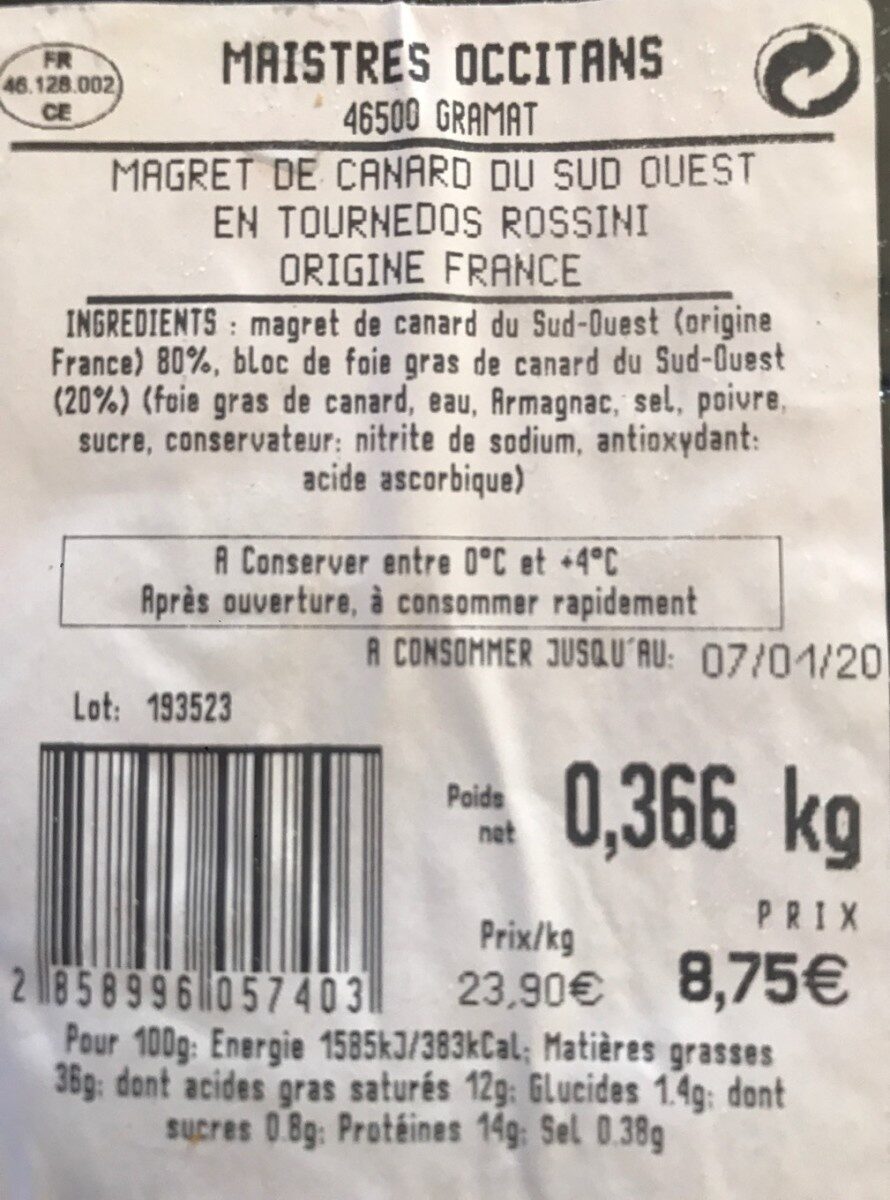 FR
46.128.002
CE
MAISTRES OCCITANS
46500 GRAMAT
MAGRET DE CANARD DU SUD OUEST
EN TOURNEDOS ROSSINI
ORIGINE FRANCE
INGREDIENTS : magret de canard du Sud-Ouest (origine
France) 80%, bloc de foie gras de canard du Sud-Ouest
(20%) (foie gras de canard, eau, Armagnac, sel, poivre,
sucre, conservateur: nitrite de sodium, antioxydant:
acide ascorbique)
A Conserver entre 0°C et +4°C
Après ouverture, à consommer rapidement
A CONSOMMER JUSQU'AU: 07/01/20
Lot: 193523
Poids net 0,366 kg
Prix/kg PRIX
23,90€ 8,75€
2 858996 057403
Pour 100g: Energie 1585kJ/383kCal; Matières grasses
36g; dont acides gras saturés 12g; Glucides 1.4g; dont
sucres 0.8g; Protéines 14g; Sel 0.38g